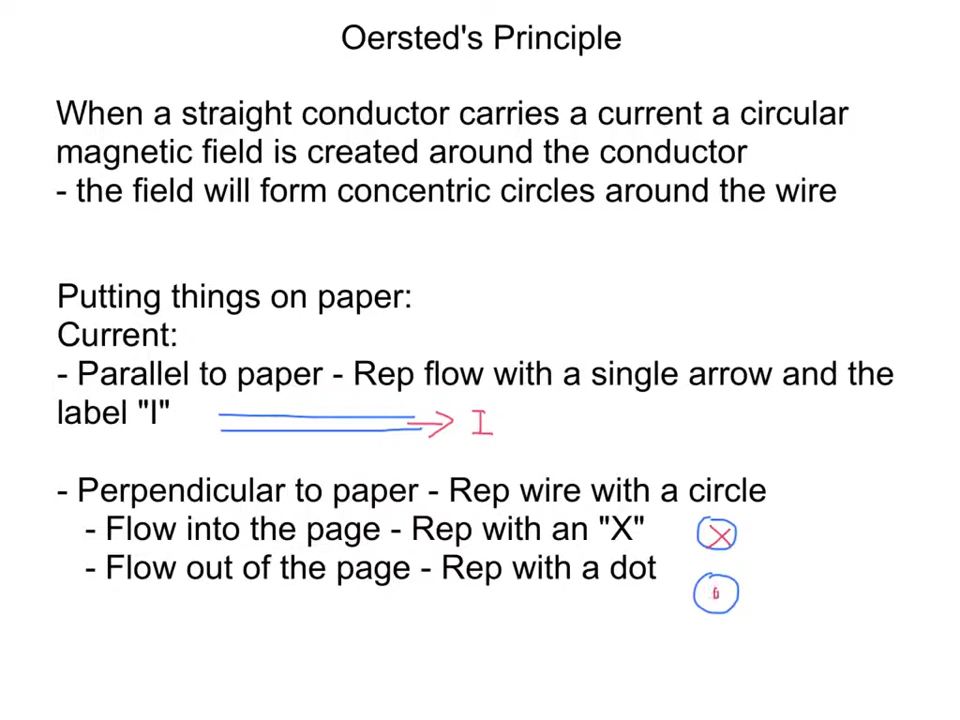 Oersted's Principle
When a straight conductor carries a current a circular
magnetic field is created around the conductor
- the field will form concentric circles around the wire
Putting things on paper:
Current:
- Parallel to paper - Rep flow with a single arrow and the
label "I"
I
- Perpendicular to paper - Rep wire with a circle
- Flow into the page - Rep with an "X"
- Flow out of the page - Rep with a dot